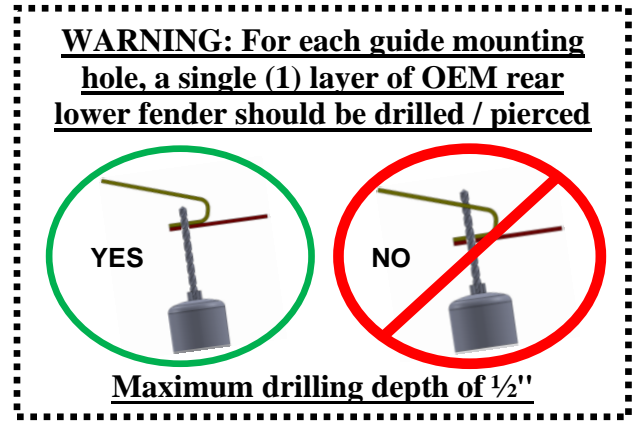 WARNING: For each guide mounting
hole, a single (1) layer of OEM rear
lower fender should be drilled / pierced
YES
NO
Maximum drilling depth of ½"